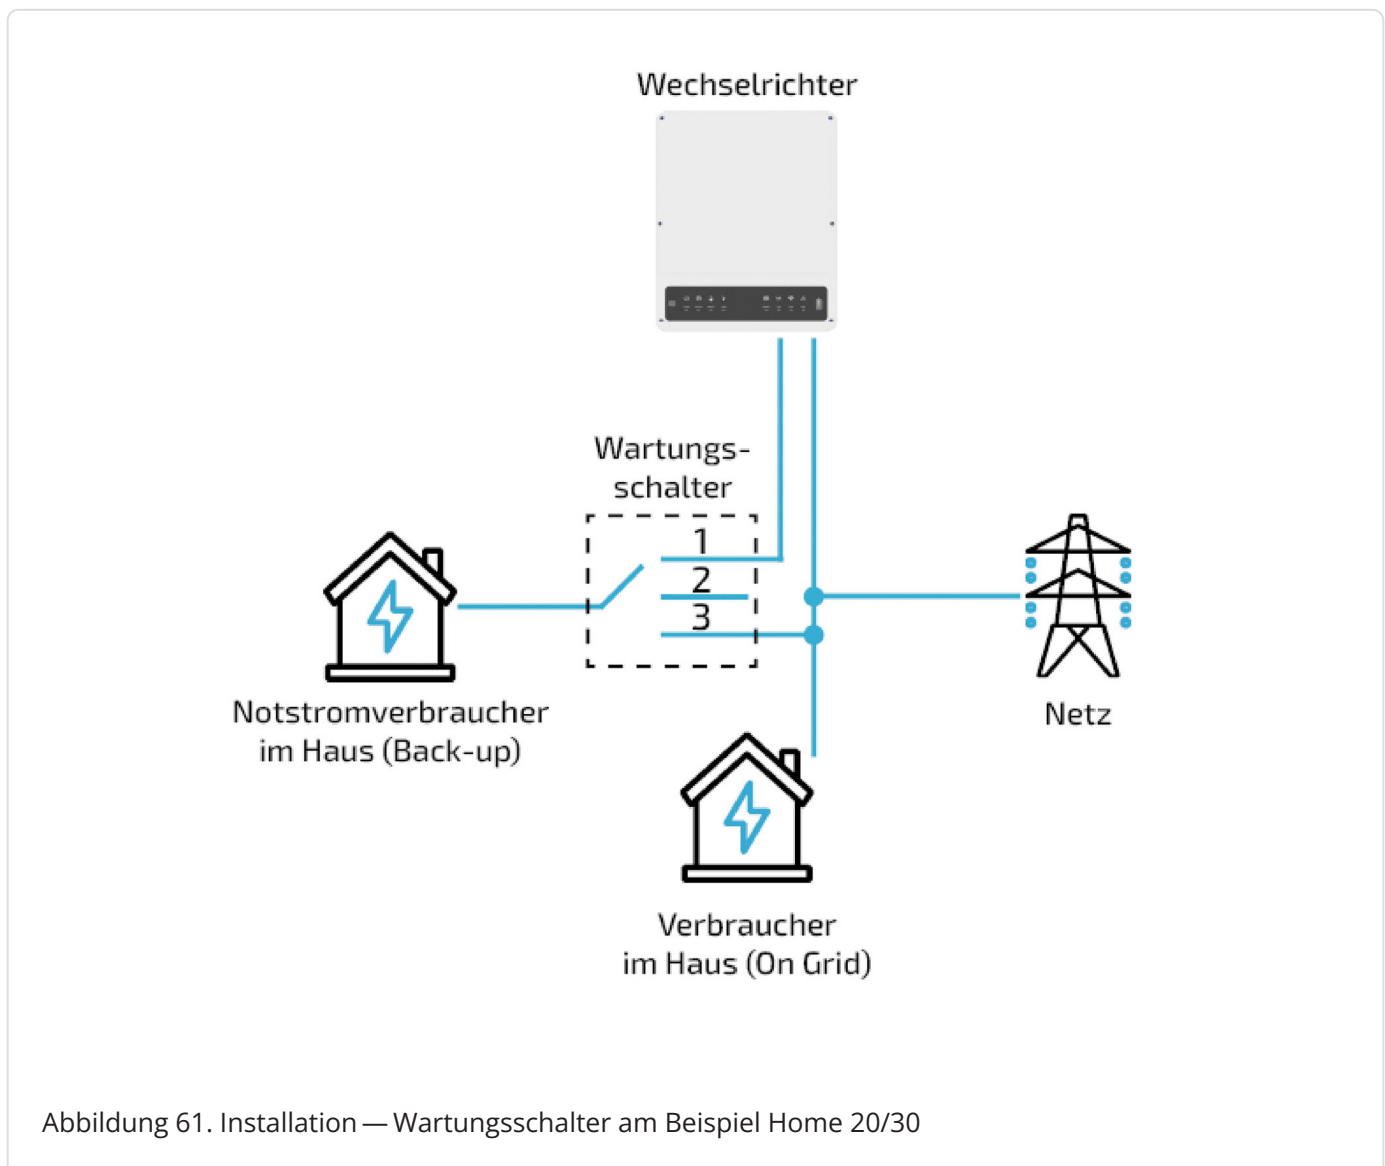 Wechselrichter
Wartungs-
schalter
1
2
3
Notstromverbraucher
im Haus (Back-up)
Netz
Verbraucher
im Haus (On Grid)
Abbildung 61. Installation — Wartungsschalter am Beispiel Home 20/30